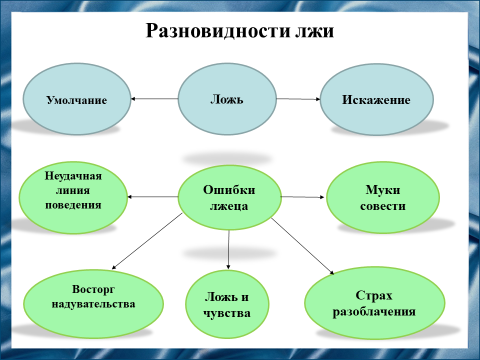 Разновидности лжи
Умолчание
Ложь
Искажение
Неудачная
линия
поведения
Ошибки
лжеца
Муки
совести
Восторг
надувательства
Ложь и
чувства
Страх
разоблачения